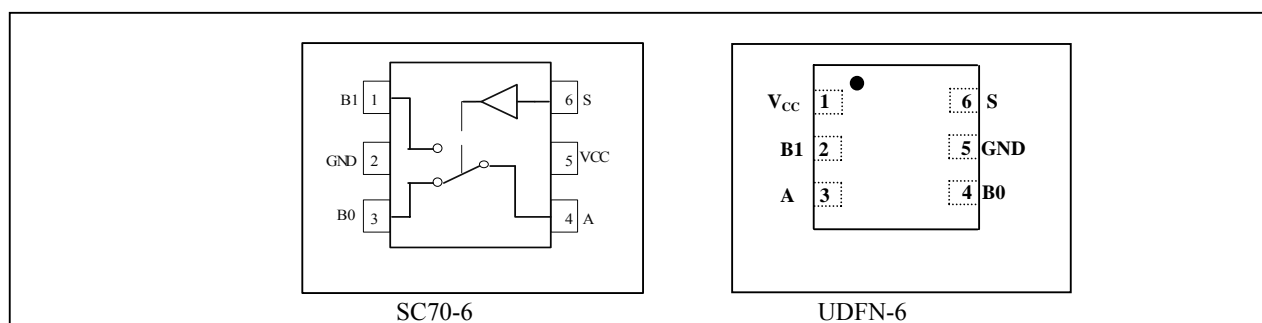 B1 1 6 S
GND 2 5 VCC
B0 3 4 A
SC70-6
VCC 1 6 S
B1 2 5 GND
A 3 4 B0
UDFN-6